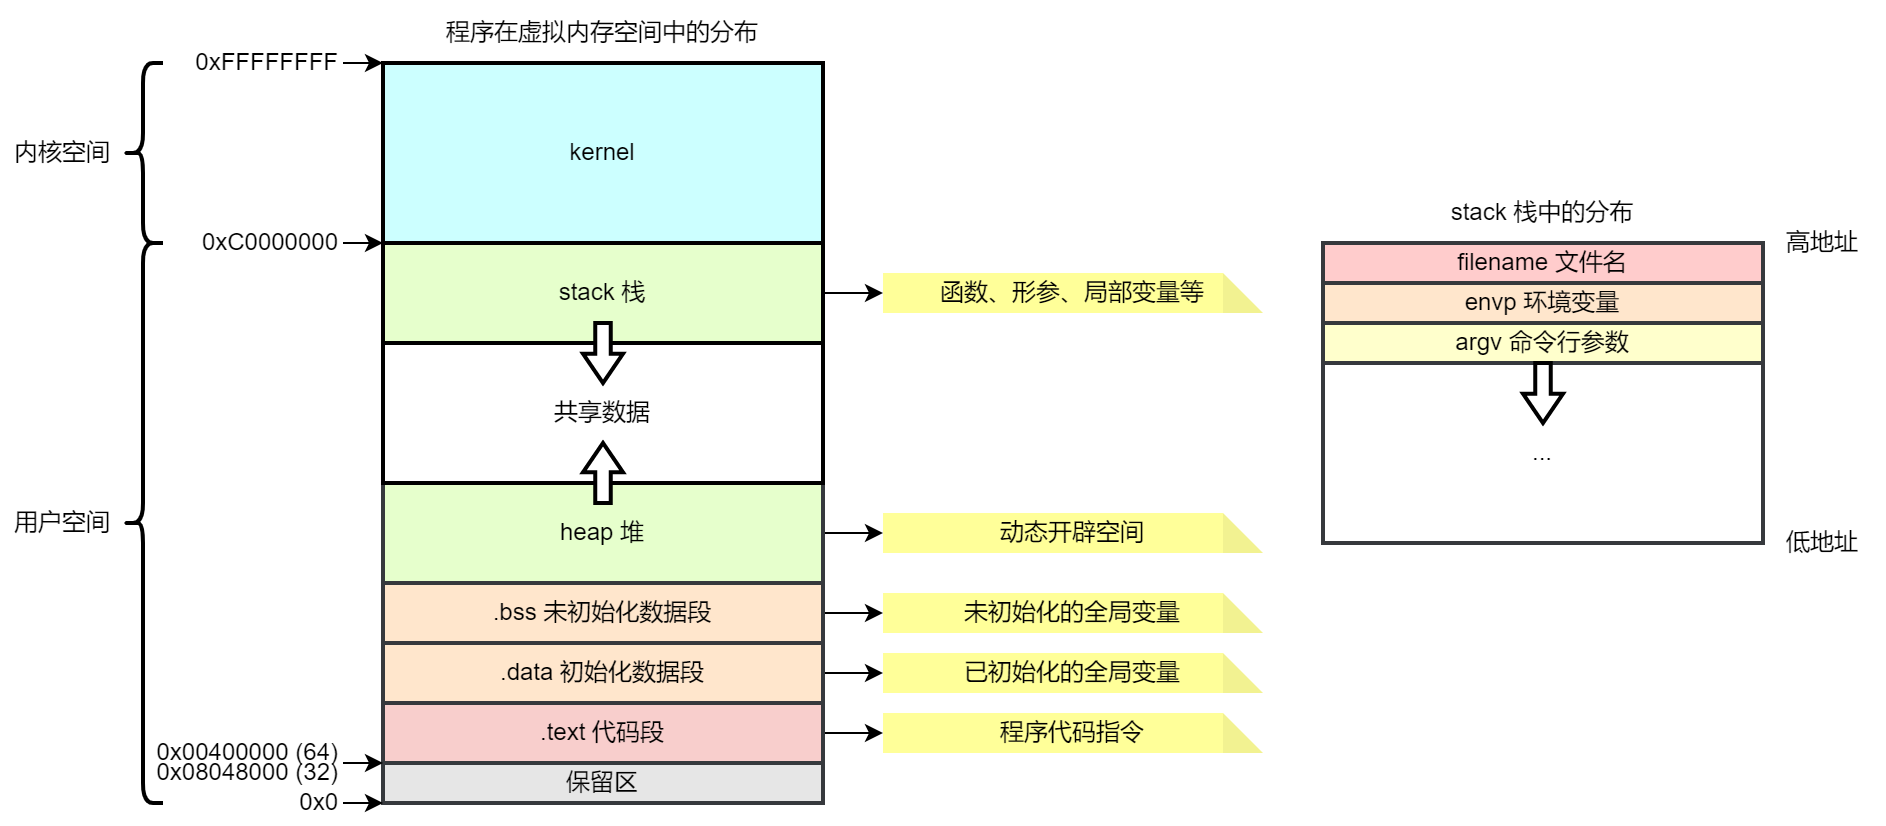 程序在虚拟内存空间中的分布
0xFFFFFFFF
kernel
内核空间
0xC0000000
stack 栈
函数、形参、局部变量等
共享数据
用户空间
heap 堆
动态开辟空间
.bss 未初始化数据段
未初始化的全局变量
.data 初始化数据段
已初始化的全局变量
.text 代码段
程序代码指令
0x00400000 (64)
0x08048000 (32)
保留区
0x0
stack 栈中的分布
高地址
filename 文件名
envp 环境变量
argv 命令行参数
...
低地址